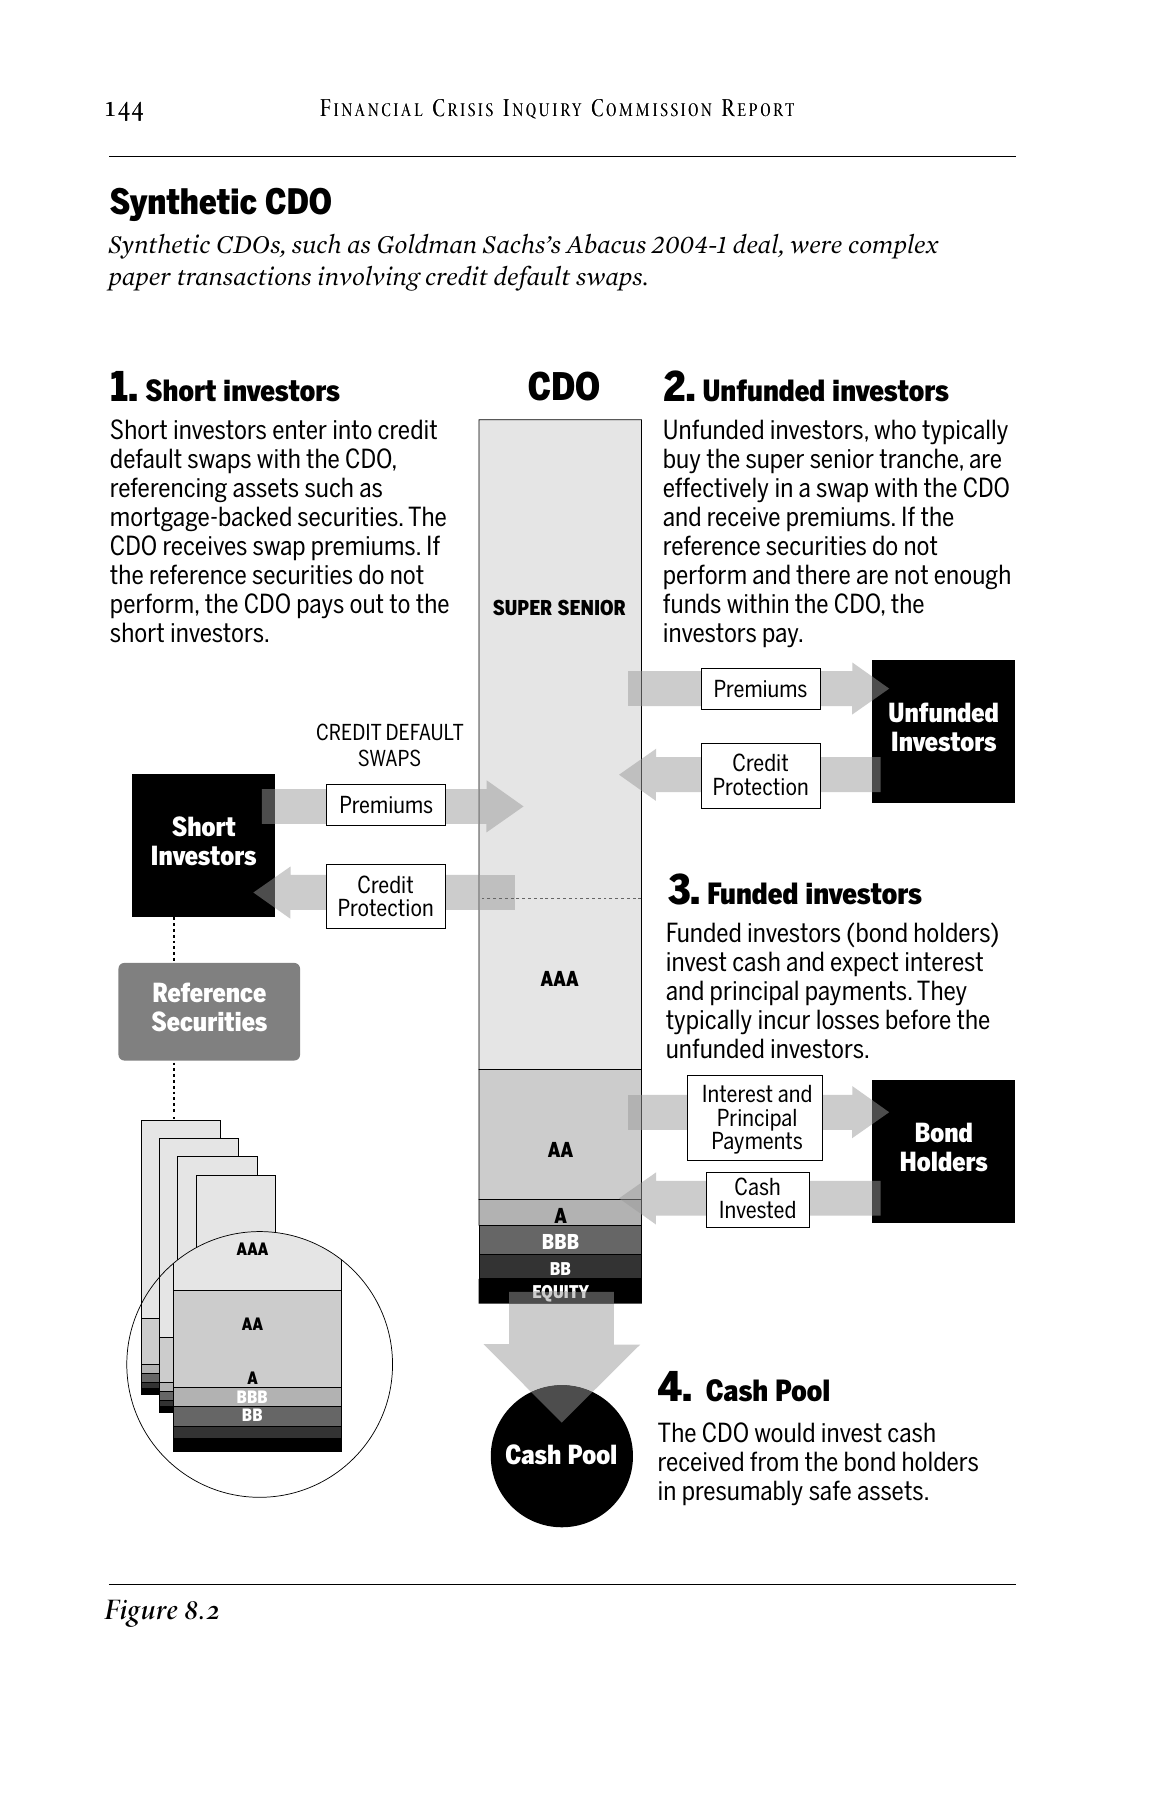 144
FINANCIAL CRISIS INQUIRY COMMISSION REPORT
Synthetic CDO
Synthetic CDOs, such as Goldman Sachs’s Abacus 2004-1 deal, were complex
paper transactions involving credit default swaps.
1. Short investors
Short investors enter into credit
default swaps with the CDO,
referencing assets such as
mortgage-backed securities. The
CDO receives swap premiums. If
the reference securities do not
perform, the CDO pays out to the
short investors.
CREDIT DEFAULT
SWAPS
Premiums
Credit
Protection
Short
Investors
Reference
Securities
AAA
AA
A
BBB
BB
CDO
SUPER SENIOR
AAA
AA
A
BBB
BB
EQUITY
Cash Pool
2. Unfunded investors
Unfunded investors, who typically
buy the super senior tranche, are
effectively in a swap with the CDO
and receive premiums. If the
reference securities do not
perform and there are not enough
funds within the CDO, the
investors pay.
Premiums
Credit
Protection
Unfunded
Investors
3. Funded investors
Funded investors (bond holders)
invest cash and expect interest
and principal payments. They
typically incur losses before the
unfunded investors.
Interest and
Principal
Payments
Cash
Invested
Bond
Holders
4. Cash Pool
The CDO would invest cash
received from the bond holders
in presumably safe assets.
Figure 8.2